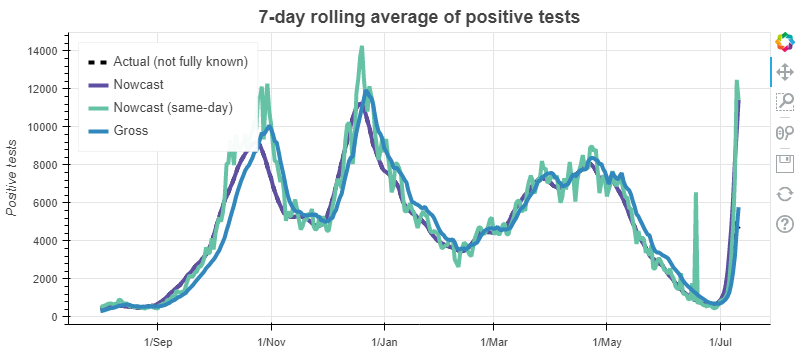 7-day rolling average of positive tests
Actual (not fully known)
Nowcast
Nowcast (same-day)
Gross
Positive tests
14000
12000
10000
8000
6000
4000
2000
0
1/Sep
1/Nov
1/Jan
1/Mar
1/May
1/Jul